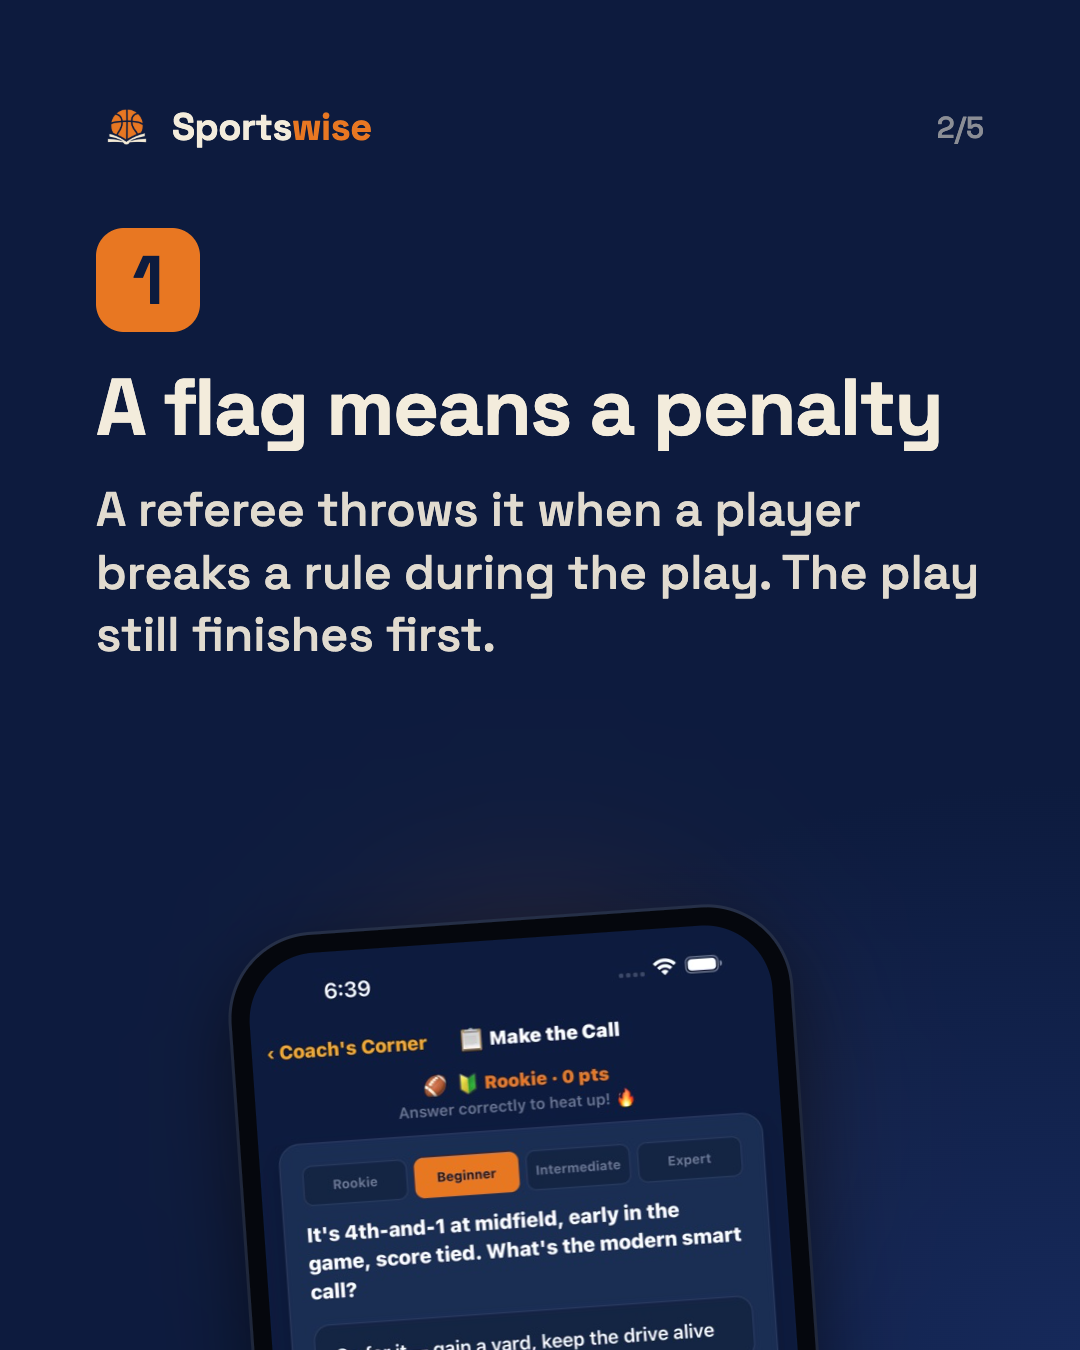 Sportswise
2/5
1
A flag means a penalty
A referee throws it when a player
breaks a rule during the play. The play
still finishes first.
6:39
‹ Coach's Corner
Make the Call
Rookie · 0 pts
Answer correctly to heat up!
Rookie
Beginner
Intermediate
Expert
It's 4th-and-1 at midfield, early in the
game, score tied. What's the modern smart
call?
gain a yard, keep the drive alive